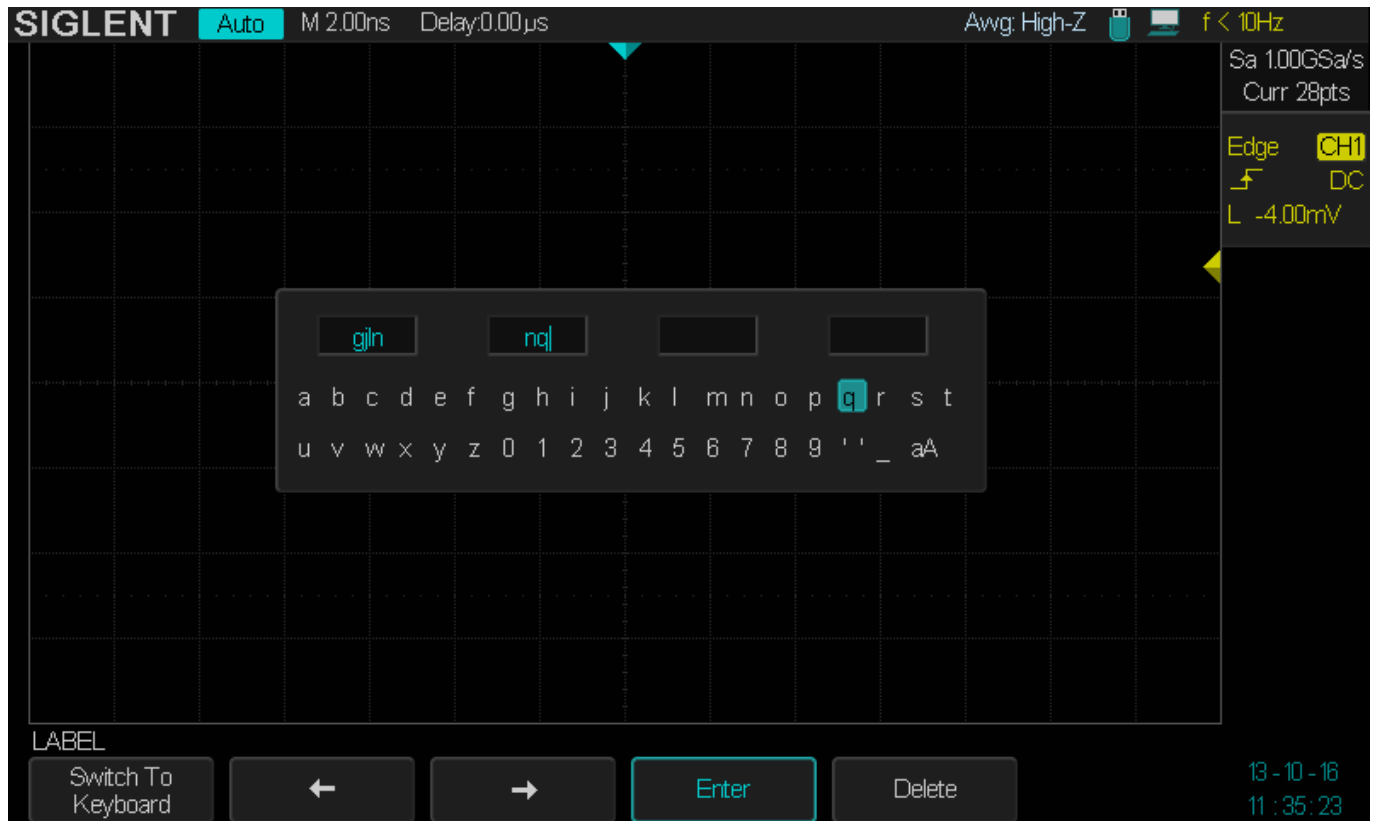 SIGLENT Auto M 2.00ns Delay:0.00µs Awg: High-Z f < 10Hz
Sa 1.00GSa/s
Curr 28pts
Edge CH1
DC
L -4.00mV
gjln nq
a b c d e f g h i j k l m n o p q r s t
u v w x y z 0 1 2 3 4 5 6 7 8 9 ' ' _ aA
LABEL
Switch To
Keyboard
← → Enter Delete
13-10-16
11:35:23